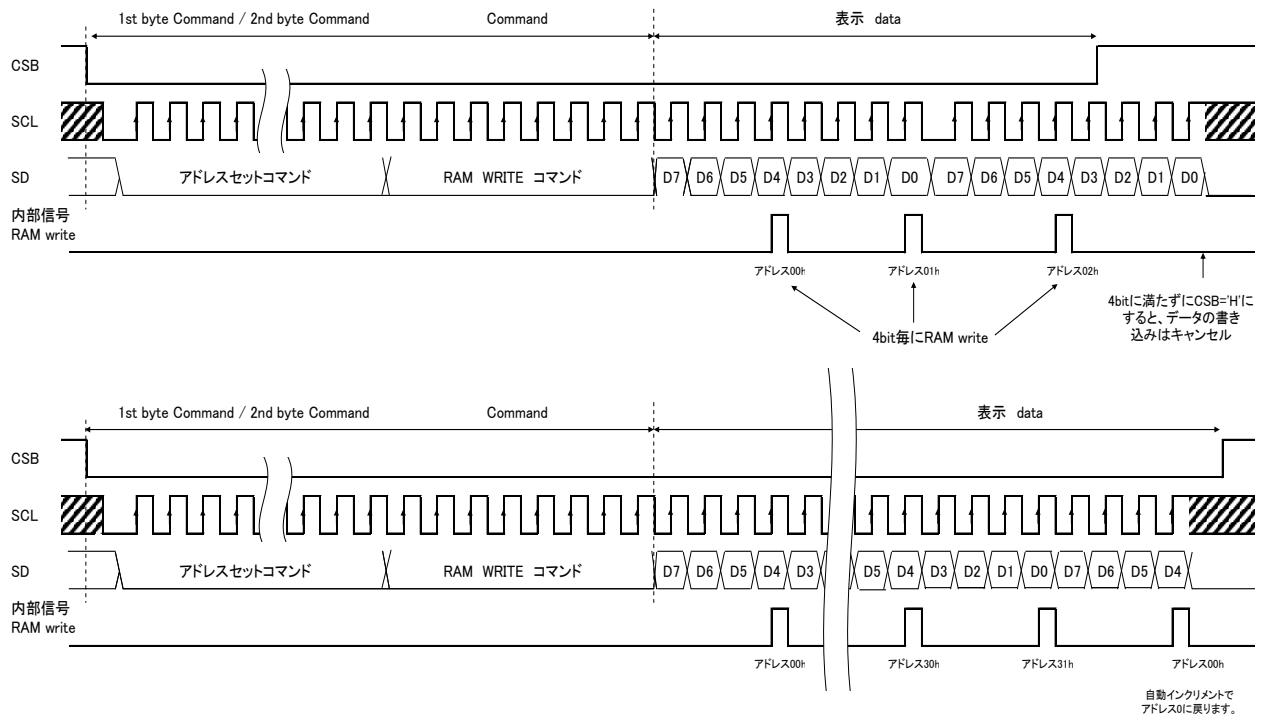 1st byte Command / 2nd byte Command Command 表示 data
CSB
SCL
SD アドレスセットコマンド RAM WRITE コマンド D7 D6 D5 D4 D3 D2 D1 D0 D7 D6 D5 D4 D3 D2 D1 D0
内部信号
RAM write
アドレス00h アドレス01h アドレス02h
4bit毎にRAM write
4bitに満たずにCSB='H'に
すると、データの書き
込みはキャンセル
1st byte Command / 2nd byte Command Command 表示 data
CSB
SCL
SD アドレスセットコマンド RAM WRITE コマンド D7 D6 D5 D4 D3 D5 D4 D3 D2 D1 D0 D7 D6 D5 D4
内部信号
RAM write
アドレス00h アドレス30h アドレス31h アドレス00h
自動インクリメントで
アドレス0に戻ります。